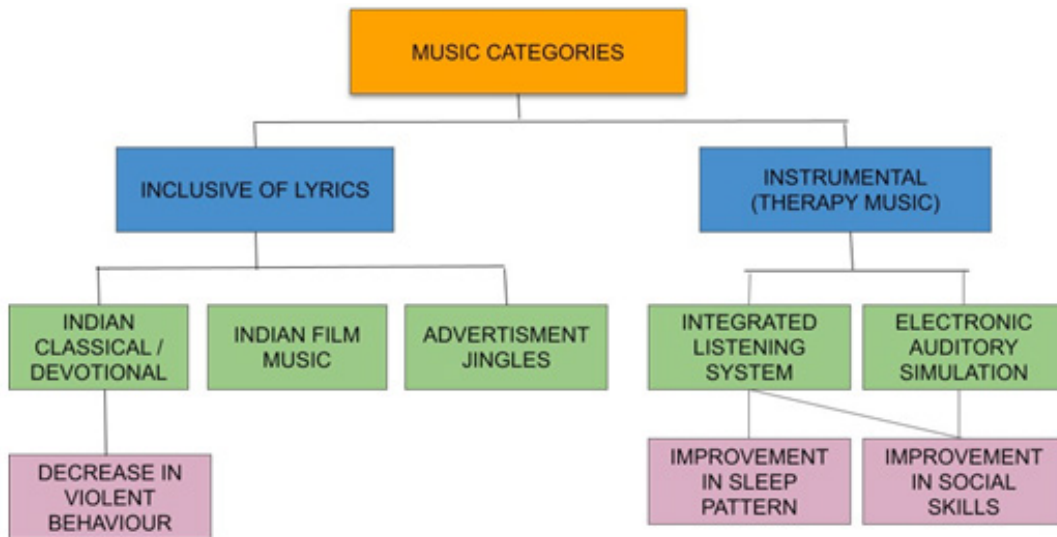 MUSIC CATEGORIES
INCLUSIVE OF LYRICS
INSTRUMENTAL
(THERAPY MUSIC)
INDIAN
CLASSICAL /
DEVOTIONAL
INDIAN FILM
MUSIC
ADVERTISMENT
JINGLES
INTEGRATED
LISTENING
SYSTEM
ELECTRONIC
AUDITORY
SIMULATION
DECREASE IN
VIOLENT
BEHAVIOUR
IMPROVEMENT
IN SLEEP
PATTERN
IMPROVEMENT
IN SOCIAL
SKILLS